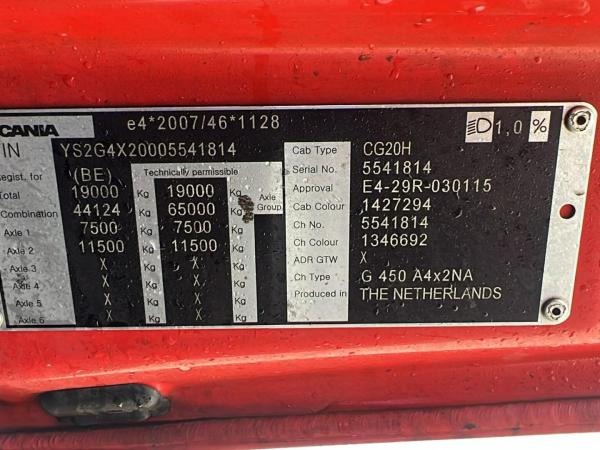 CANIA e4*2007/46*1128 1,0 %
IN YS2G4X20005541814
Regist. for (BE) Technically permissible
Total 19000 Kg 19000 Kg Axle Group
Combination 44124 Kg 65000 Kg
Axle 1 7500 Kg 7500 Kg
Axle 2 11500 Kg 11500 Kg
Axle 3 X Kg X Kg
Axle 4 X Kg X Kg
Axle 5 X Kg X Kg
Axle 6 X Kg X Kg
Cab Type CG20H
Serial No. 5541814
Approval E4-29R-030115
Cab Colour 1427294
Ch No. 5541814
Ch Colour 1346692
ADR GTW X
Ch Type G 450 A4x2NA
Produced in THE NETHERLANDS